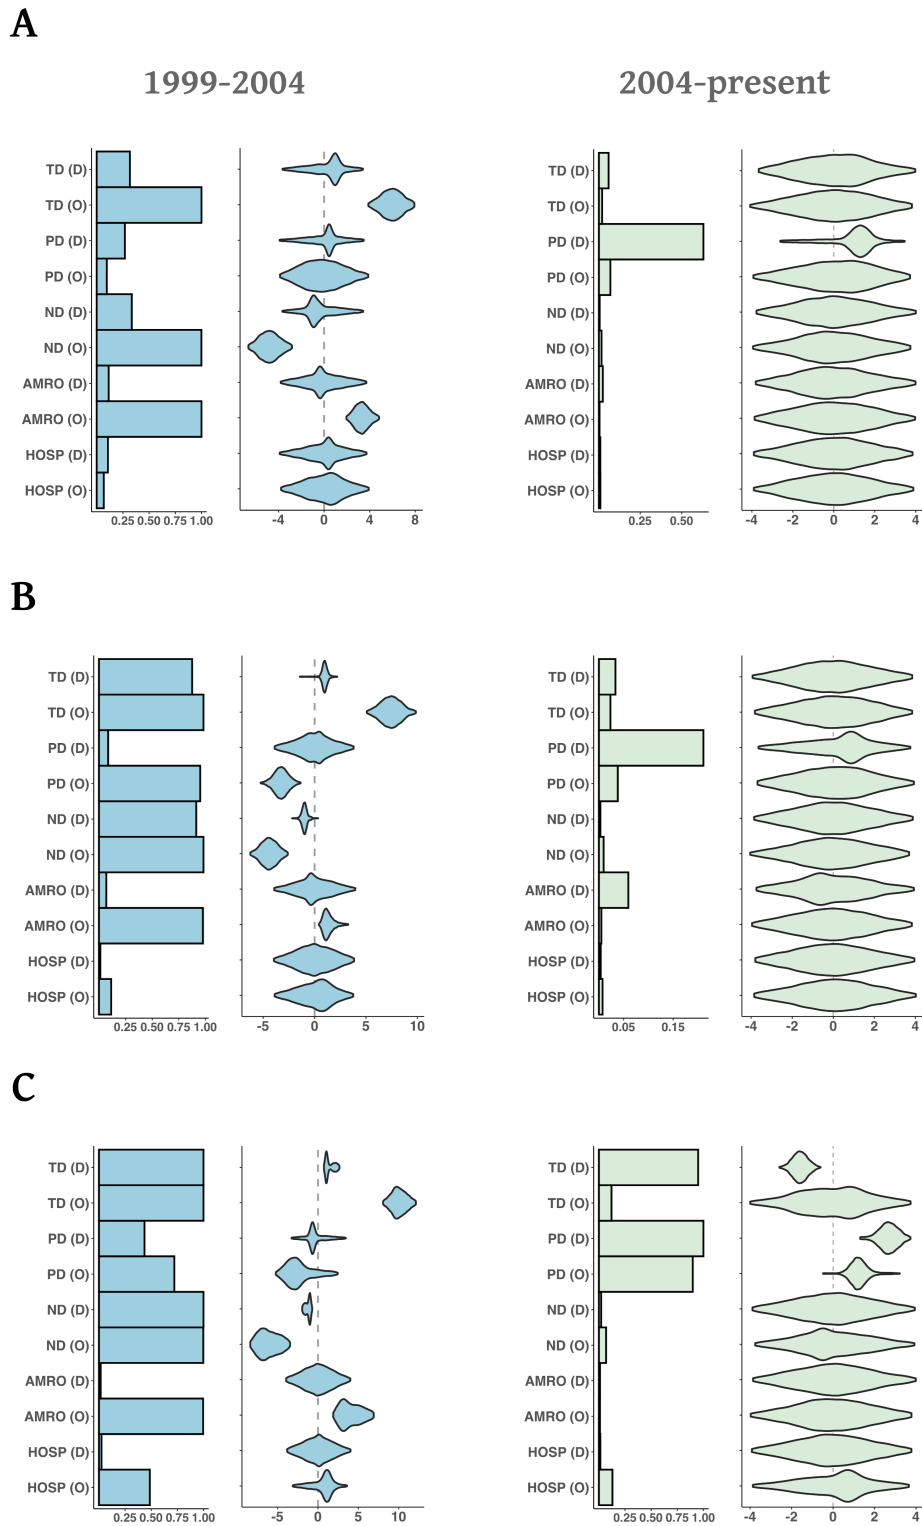 A
1999-2004 2004-present
TD (D) TD (D)
TD (O) TD (O)
PD (D) PD (D)
PD (O) PD (O)
ND (D) ND (D)
ND (O) ND (O)
AMRO (D) AMRO (D)
AMRO (O) AMRO (O)
HOSP (D) HOSP (D)
HOSP (O) HOSP (O)
0.25 0.50 0.75 1.00 -4 0 4 8 0.25 0.50 -4 -2 0 2 4
B
TD (D) TD (D)
TD (O) TD (O)
PD (D) PD (D)
PD (O) PD (O)
ND (D) ND (D)
ND (O) ND (O)
AMRO (D) AMRO (D)
AMRO (O) AMRO (O)
HOSP (D) HOSP (D)
HOSP (O) HOSP (O)
0.25 0.50 0.75 1.00 -5 0 5 10 0.05 0.15 -4 -2 0 2 4
C
TD (D) TD (D)
TD (O) TD (O)
PD (D) PD (D)
PD (O) PD (O)
ND (D) ND (D)
ND (O) ND (O)
AMRO (D) AMRO (D)
AMRO (O) AMRO (O)
HOSP (D) HOSP (D)
HOSP (O) HOSP (O)
0.25 0.50 0.75 1.00 -5 0 5 10 0.25 0.50 0.75 1.00 -4 -2 0 2 4